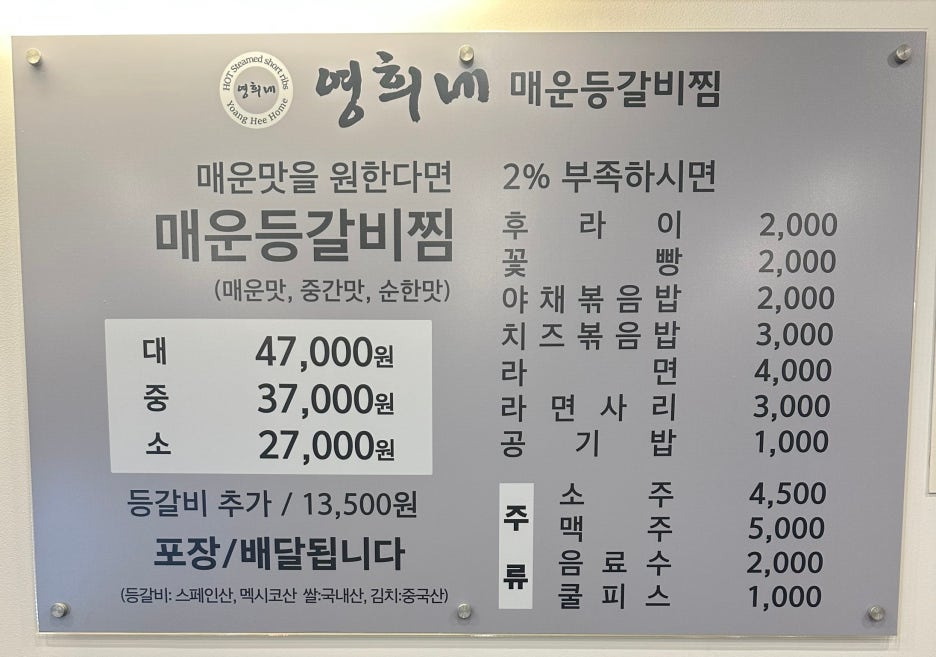 HOT Steamed short ribs
영희네
Yoang Hee Home
영희네 매운등갈비찜
매운맛을 원한다면
매운등갈비찜
(매운맛, 중간맛, 순한맛)
대 47,000원
중 37,000원
소 27,000원
등갈비 추가 / 13,500원
포장/배달됩니다
(등갈비: 스페인산, 멕시코산 쌀:국내산, 김치:중국산)
2% 부족하시면
후라이 2,000
꽃빵 2,000
야채볶음밥 2,000
치즈볶음밥 3,000
라면 4,000
라면사리 3,000
공기밥 1,000
주류
소주 4,500
맥주 5,000
음료수 2,000
쿨피스 1,000